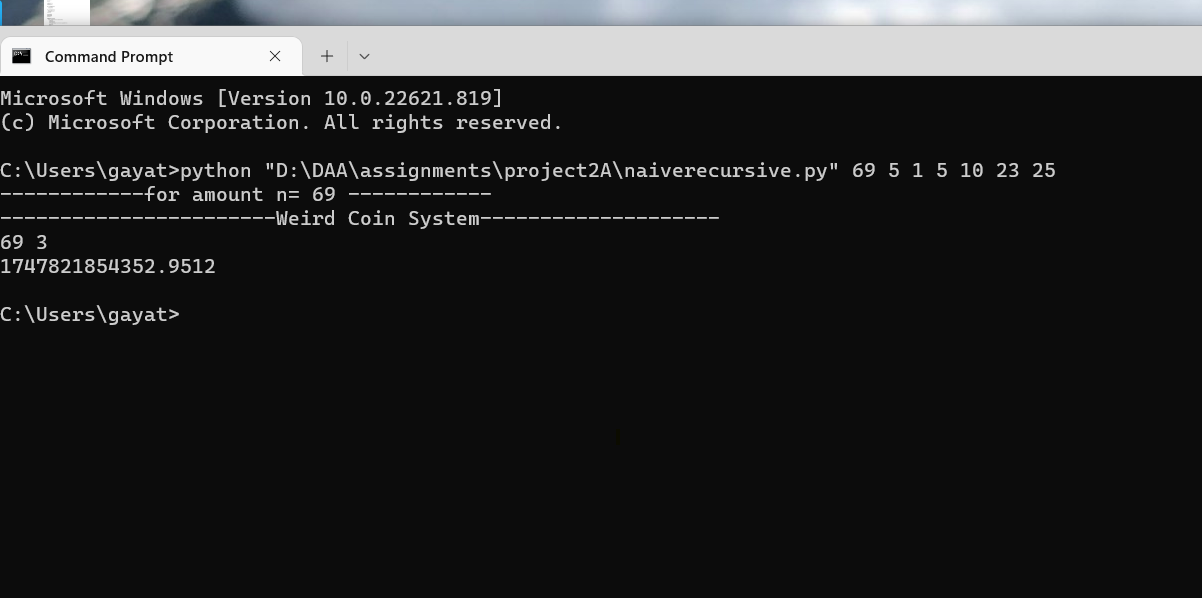 Command Prompt
Microsoft Windows [Version 10.0.22621.819]
(c) Microsoft Corporation. All rights reserved.
C:\Users\gayat>python "D:\DAA\assignments\project2A\naiverecursive.py" 69 5 1 5 10 23 25
------------for amount n= 69 ------------
-----------------------Weird Coin System--------------------
69 3
1747821854352.9512
C:\Users\gayat>